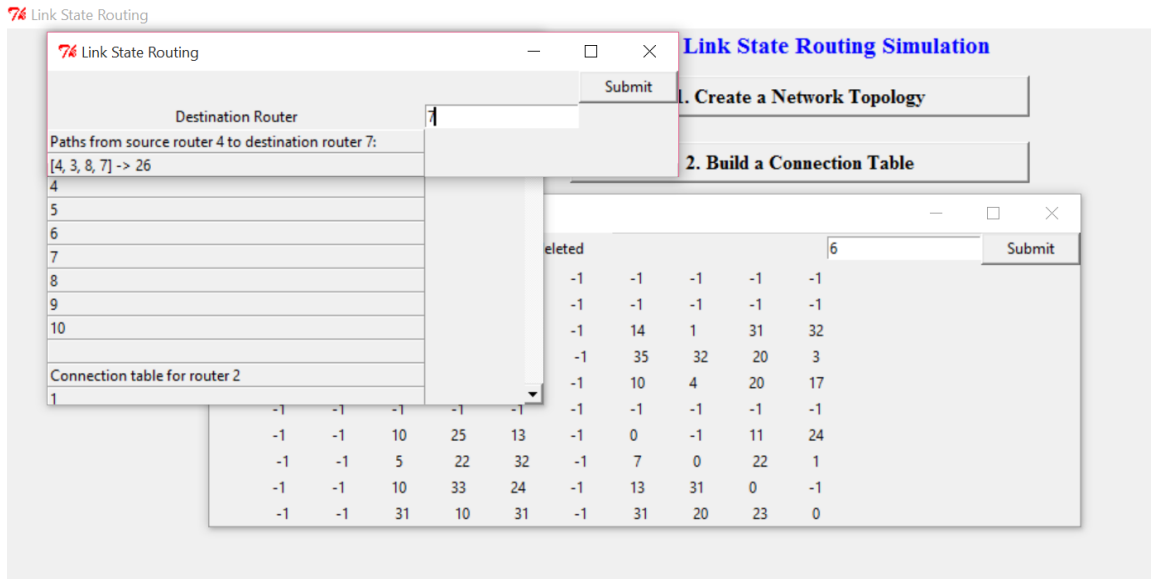 Link State Routing
Link State Routing
Link State Routing Simulation
Submit
1. Create a Network Topology
Destination Router 7
Paths from source router 4 to destination router 7:
[4, 3, 8, 7] -> 26
2. Build a Connection Table
4
5
6
7
8
9
10
Connection table for router 2
1
eleted 6 Submit
-1 -1 -1 -1 -1
-1 -1 -1 -1 -1
-1 14 1 31 32
-1 35 32 20 3
-1 10 4 20 17
-1 -1 -1 -1 -1 -1 -1 -1 -1 -1
-1 -1 10 25 13 -1 0 -1 11 24
-1 -1 5 22 32 -1 7 0 22 1
-1 -1 10 33 24 -1 13 31 0 -1
-1 -1 31 10 31 -1 31 20 23 0